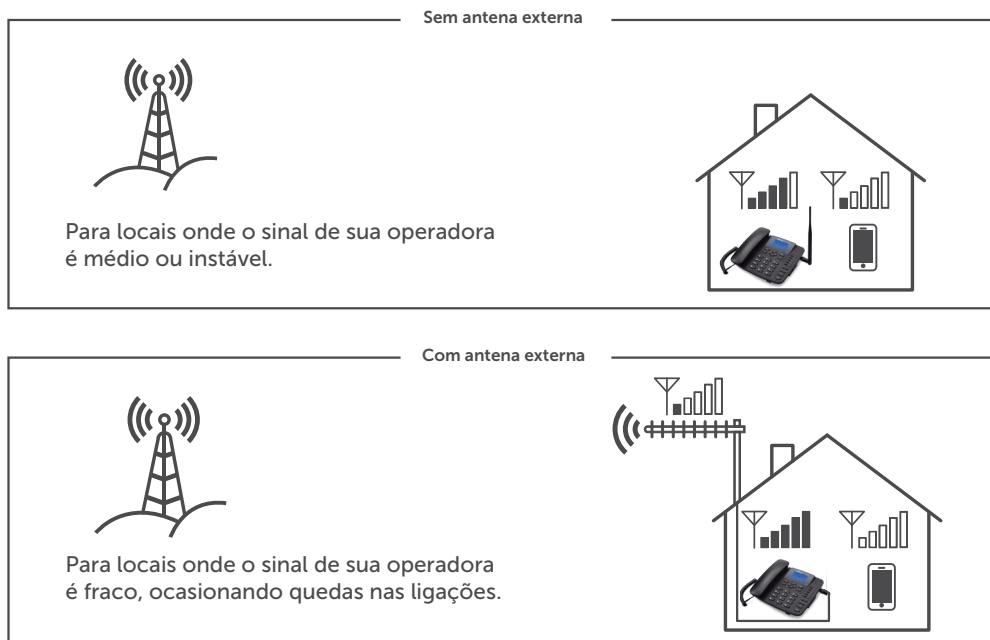 Sem antena externa
Para locais onde o sinal de sua operadora
é médio ou instável.
Com antena externa
Para locais onde o sinal de sua operadora
é fraco, ocasionando quedas nas ligações.